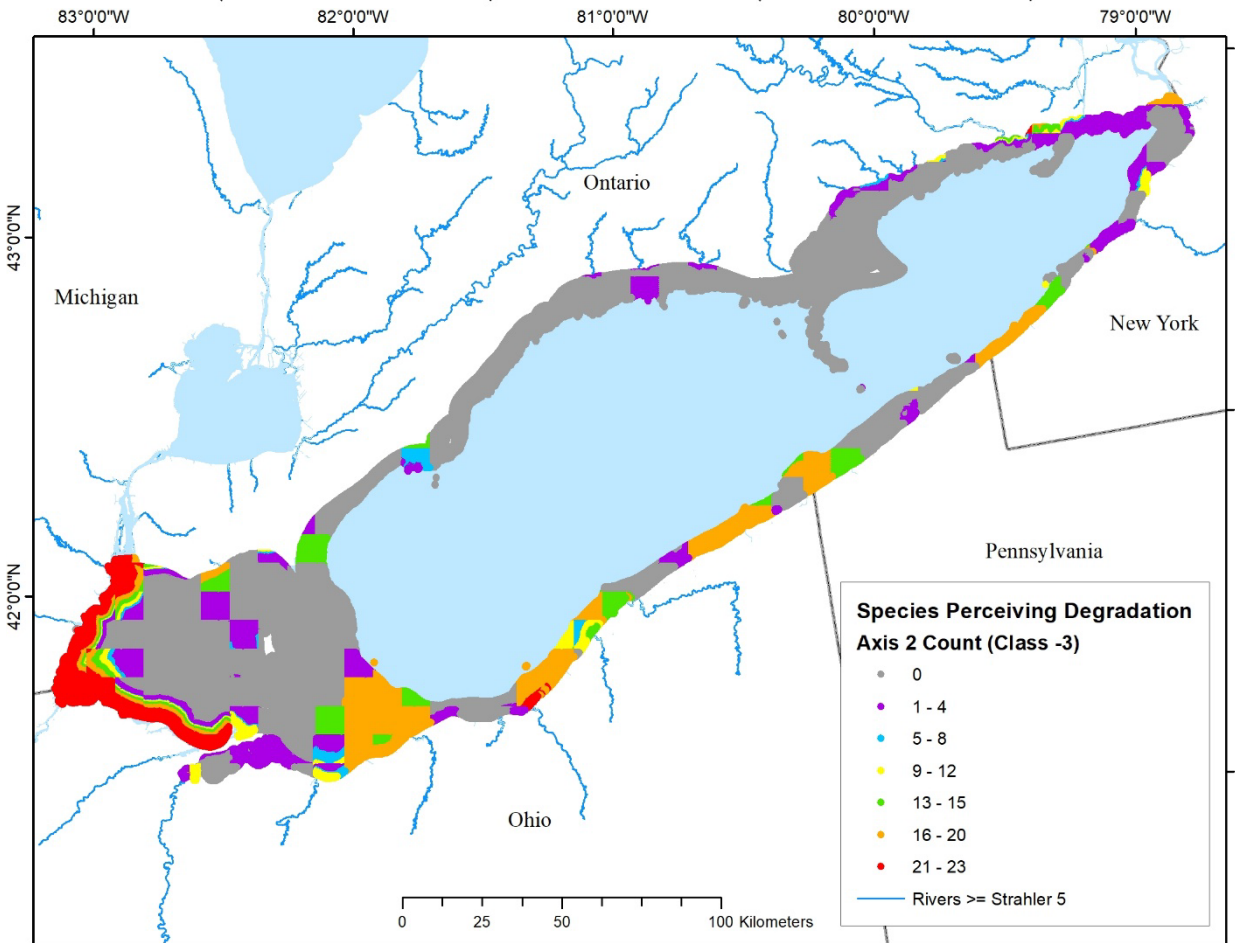 83°0'0"W 82°0'0"W 81°0'0"W 80°0'0"W 79°0'0"W
Ontario
43°0'0"N
Michigan
New York
Pennsylvania
42°0'0"N
Ohio
Species Perceiving Degradation
Axis 2 Count (Class -3)
0
1 - 4
5 - 8
9 - 12
13 - 15
16 - 20
21 - 23
Rivers >= Strahler 5
0 25 50 100 Kilometers